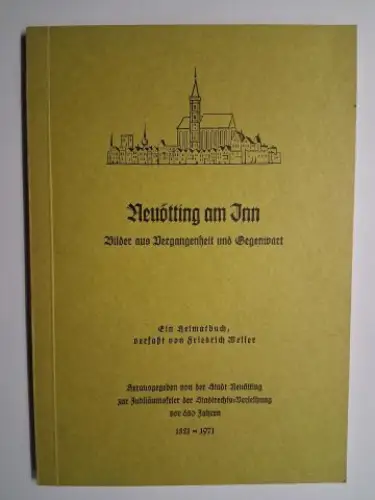 Neuötting am Inn
Bilder aus Vergangenheit und Gegenwart
Ein Heimatbuch,
verfaßt von Friedrich Weller
Herausgegeben von der Stadt Neuötting
zur Jubiläumsfeier der Stadtrechts-Verleihung
vor 650 Jahren
1321 - 1971